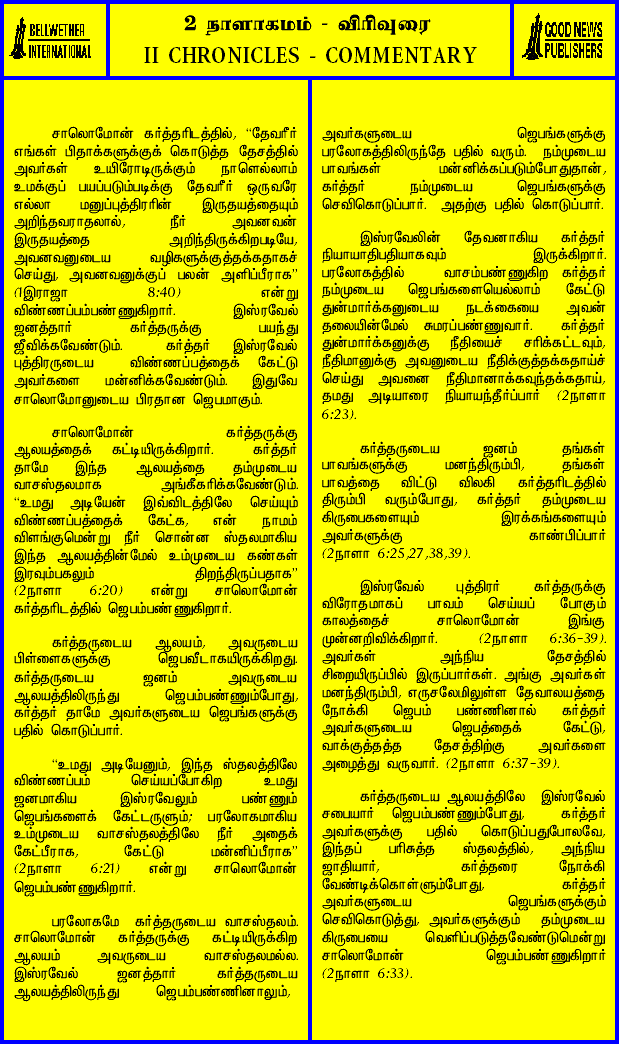 BELLWETHER
INTERNATIONAL
2 நாளாகமம் - விரிவுரை
II CHRONICLES - COMMENTARY
GOOD NEWS
PUBLISHERS
சாலொமோன் கர்த்தரிடத்தில், “தேவரீர்
எங்கள் பிதாக்களுக்குக் கொடுத்த தேசத்தில்
அவர்கள் உயிரோடிருக்கும் நாளெல்லாம்
உமக்குப் பயப்படும்படிக்கு தேவரீர் ஒருவரே
எல்லா மனுப்புத்திரரின் இருதயத்தையும்
அறிந்தவராதலால், நீர் அவனவன்
இருதயத்தை அறிந்திருக்கிறபடியே,
அவனவனுடைய வழிகளுக்குத்தக்கதாகச்
செய்து, அவனவனுக்குப் பலன் அளிப்பீராக”
(1இராஜா 8:40) என்று
விண்ணப்பம்பண்ணுகிறார். இஸ்ரவேல்
ஜனத்தார் கர்த்தருக்கு பயந்து
ஜீவிக்கவேண்டும். கர்த்தர் இஸ்ரவேல்
புத்திரருடைய விண்ணப்பத்தைக் கேட்டு
அவர்களை மன்னிக்கவேண்டும். இதுவே
சாலொமோனுடைய பிரதான ஜெபமாகும்.
சாலொமோன் கர்த்தருக்கு
ஆலயத்தைக் கட்டியிருக்கிறார். கர்த்தர்
தாமே இந்த ஆலயத்தை தம்முடைய
வாசஸ்தலமாக அங்கீகரிக்கவேண்டும்.
“உமது அடியேன் இவ்விடத்திலே செய்யும்
விண்ணப்பத்தைக் கேட்க, என் நாமம்
விளங்குமென்று நீர் சொன்ன ஸ்தலமாகிய
இந்த ஆலயத்தின்மேல் உம்முடைய கண்கள்
இரவும்பகலும் திறந்திருப்பதாக”
(2நாளா 6:20) என்று சாலொமோன்
கர்த்தரிடத்தில் ஜெபம்பண்ணுகிறார்.
கர்த்தருடைய ஆலயம், அவருடைய
பிள்ளைகளுக்கு ஜெபவீடாகயிருக்கிறது.
கர்த்தருடைய ஜனம் அவருடைய
ஆலயத்திலிருந்து ஜெபம்பண்ணும்போது,
கர்த்தர் தாமே அவர்களுடைய ஜெபங்களுக்கு
பதில் கொடுப்பார்.
“உமது அடியேனும், இந்த ஸ்தலத்திலே
விண்ணப்பம் செய்யப்போகிற உமது
ஜனமாகிய இஸ்ரவேலும் பண்ணும்
ஜெபங்களைக் கேட்டருளும்; பரலோகமாகிய
உம்முடைய வாசஸ்தலத்திலே நீர் அதைக்
கேட்பீராக, கேட்டு மன்னிப்பீராக”
(2நாளா 6:21) என்று சாலொமோன்
ஜெபம்பண்ணுகிறார்.
பரலோகமே கர்த்தருடைய வாசஸ்தலம்.
சாலொமோன் கர்த்தருக்கு கட்டியிருக்கிற
ஆலயம் அவருடைய வாசஸ்தலமல்ல.
இஸ்ரவேல் ஜனத்தார் கர்த்தருடைய
ஆலயத்திலிருந்து ஜெபம்பண்ணினாலும்,
அவர்களுடைய ஜெபங்களுக்கு
பரலோகத்திலிருந்தே பதில் வரும். நம்முடைய
பாவங்கள் மன்னிக்கப்படும்போதுதான்,
கர்த்தர் நம்முடைய ஜெபங்களுக்கு
செவிகொடுப்பார். அதற்கு பதில் கொடுப்பார்.
இஸ்ரவேலின் தேவனாகிய கர்த்தர்
நியாயாதிபதியாகவும் இருக்கிறார்.
பரலோகத்தில் வாசம்பண்ணுகிற கர்த்தர்
நம்முடைய ஜெபங்களையெல்லாம் கேட்டு
துன்மார்க்கனுடைய நடக்கையை அவன்
தலையின்மேல் சுமரப்பண்ணுவார். கர்த்தர்
துன்மார்க்கனுக்கு நீதியைச் சரிக்கட்டவும்,
நீதிமானுக்கு அவனுடைய நீதிக்குத்தக்கதாய்ச்
செய்து அவனை நீதிமானாக்கவுந்தக்கதாய்,
தமது அடியாரை நியாயந்தீர்ப்பார் (2நாளா
6:23).
கர்த்தருடைய ஜனம் தங்கள்
பாவங்களுக்கு மனந்திரும்பி, தங்கள்
பாவத்தை விட்டு விலகி கர்த்தரிடத்தில்
திரும்பி வரும்போது, கர்த்தர் தம்முடைய
கிருபைகளையும் இரக்கங்களையும்
அவர்களுக்கு காண்பிப்பார்
(2நாளா 6:25,27,38,39).
இஸ்ரவேல் புத்திரர் கர்த்தருக்கு
விரோதமாகப் பாவம் செய்யப் போகும்
காலத்தைச் சாலொமோன் இங்கு
முன்னறிவிக்கிறார். (2நாளா 6:36-39).
அவர்கள் அந்நிய தேசத்தில்
சிறையிருப்பில் இருப்பார்கள். அங்கு அவர்கள்
மனந்திரும்பி, எருசலேமிலுள்ள தேவாலயத்தை
நோக்கி ஜெபம் பண்ணினால் கர்த்தர்
அவர்களுடைய ஜெபத்தைக் கேட்டு,
வாக்குத்தத்த தேசத்திற்கு அவர்களை
அழைத்து வருவார். (2நாளா 6:37-39).
கர்த்தருடைய ஆலயத்திலே இஸ்ரவேல்
சபையார் ஜெபம்பண்ணும்போது, கர்த்தர்
அவர்களுக்கு பதில் கொடுப்பதுபோலவே,
இந்தப் பரிசுத்த ஸ்தலத்தில், அந்நிய
ஜாதியார், கர்த்தரை நோக்கி
வேண்டிக்கொள்ளும்போது, கர்த்தர்
அவர்களுடைய ஜெபங்களுக்கும்
செவிகொடுத்து, அவர்களுக்கும் தம்முடைய
கிருபையை வெளிப்படுத்தவேண்டுமென்று
சாலொமோன் ஜெபம்பண்ணுகிறார்
(2நாளா 6:33).